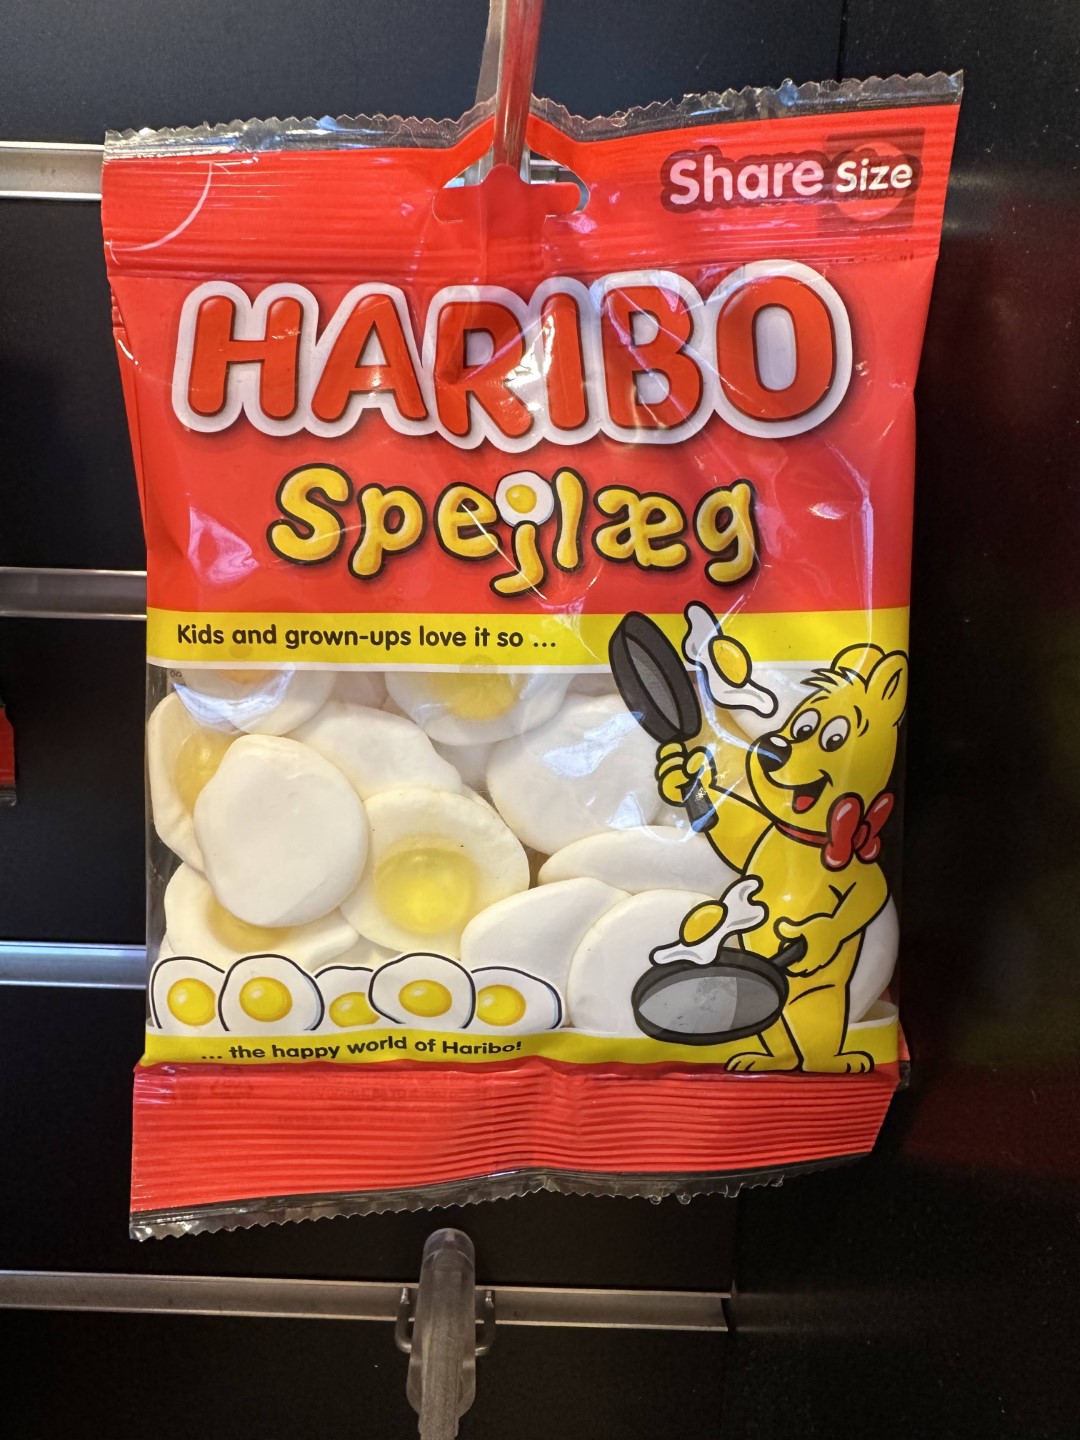 Share Size
HARIBO
Spejlæg
Kids and grown-ups love it so ...
... the happy world of Haribo!